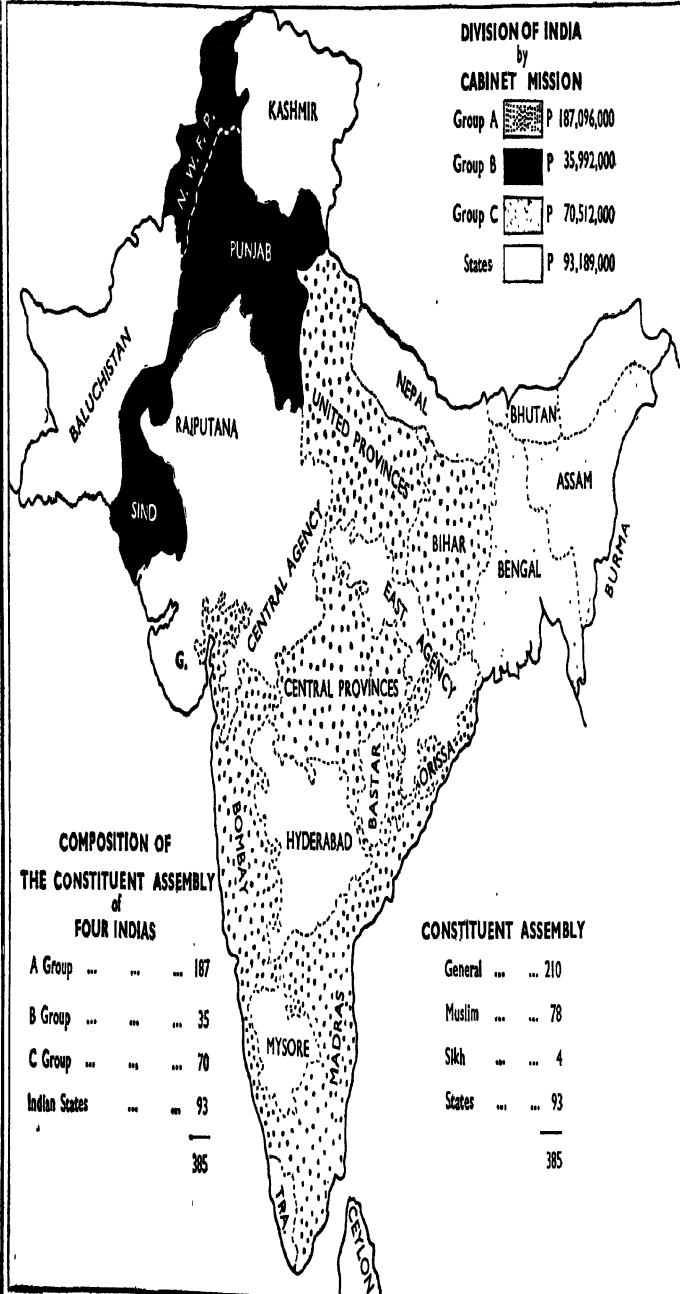 DIVISION OF INDIA
by
CABINET MISSION
Group A P 187,096,000
Group B P 35,992,000
Group C P 70,512,000
States P 93,189,000
KASHMIR
N. W. F. P.
PUNJAB
BALUCHISTAN
RAJPUTANA
NEPAL
BHUTAN
UNITED PROVINCES
ASSAM
SIND
BIHAR
BENGAL
BURMA
CENTRAL AGENCY
EAST. AGENCY
G.
CENTRAL PROVINCES
ORISSA
BASTAR
BOMBAY
HYDERABAD
MADRAS
MYSORE
TRA.
CEYLON
COMPOSITION OF
THE CONSTITUENT ASSEMBLY
of
FOUR INDIAS
A Group ... ... ... 187
B Group ... ... ... 35
C Group ... ... ... 70
Indian States ... ... 93
385
CONSTITUENT ASSEMBLY
General ... ... 210
Muslim ... ... 78
Sikh ... ... 4
States ... ... 93
385